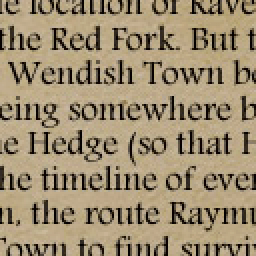 e location of Rave
the Red Fork. But t
Wendish Town be
eing somewhere b
e Hedge (so that H
he timeline of eve
n, the route Raymu
Town to find surviv